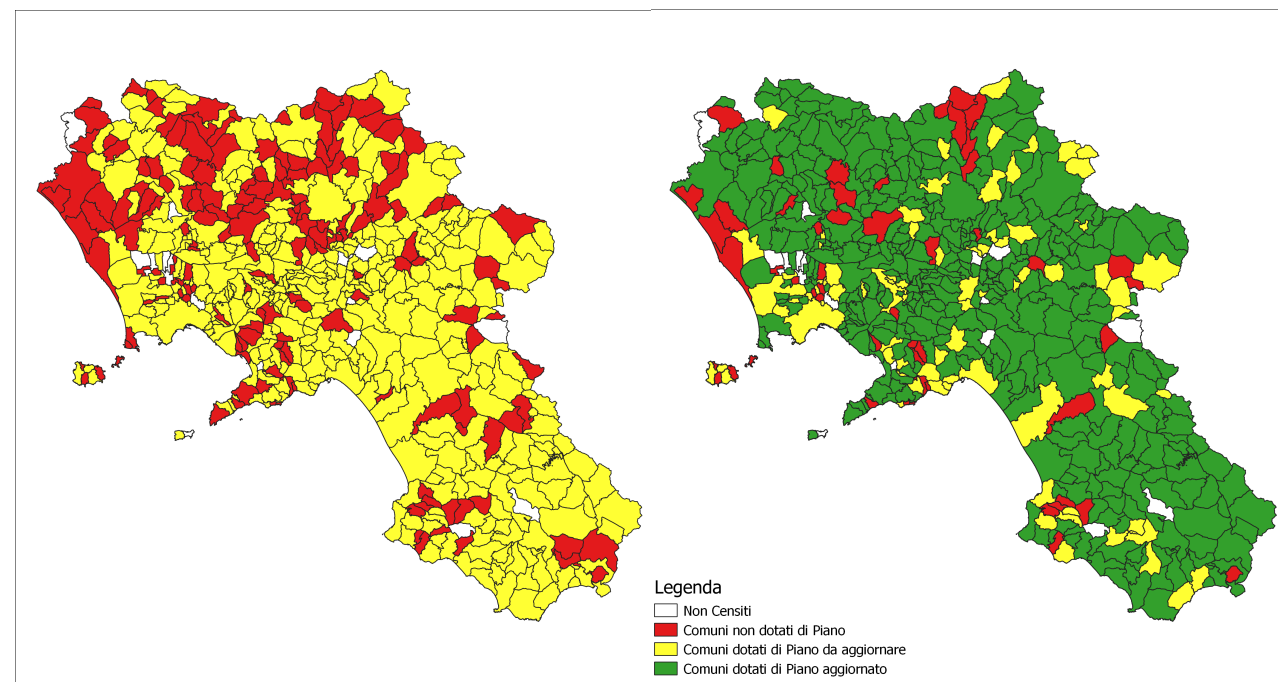 Legenda
Non Censiti
Comuni non dotati di Piano
Comuni dotati di Piano da aggiornare
Comuni dotati di Piano aggiornato